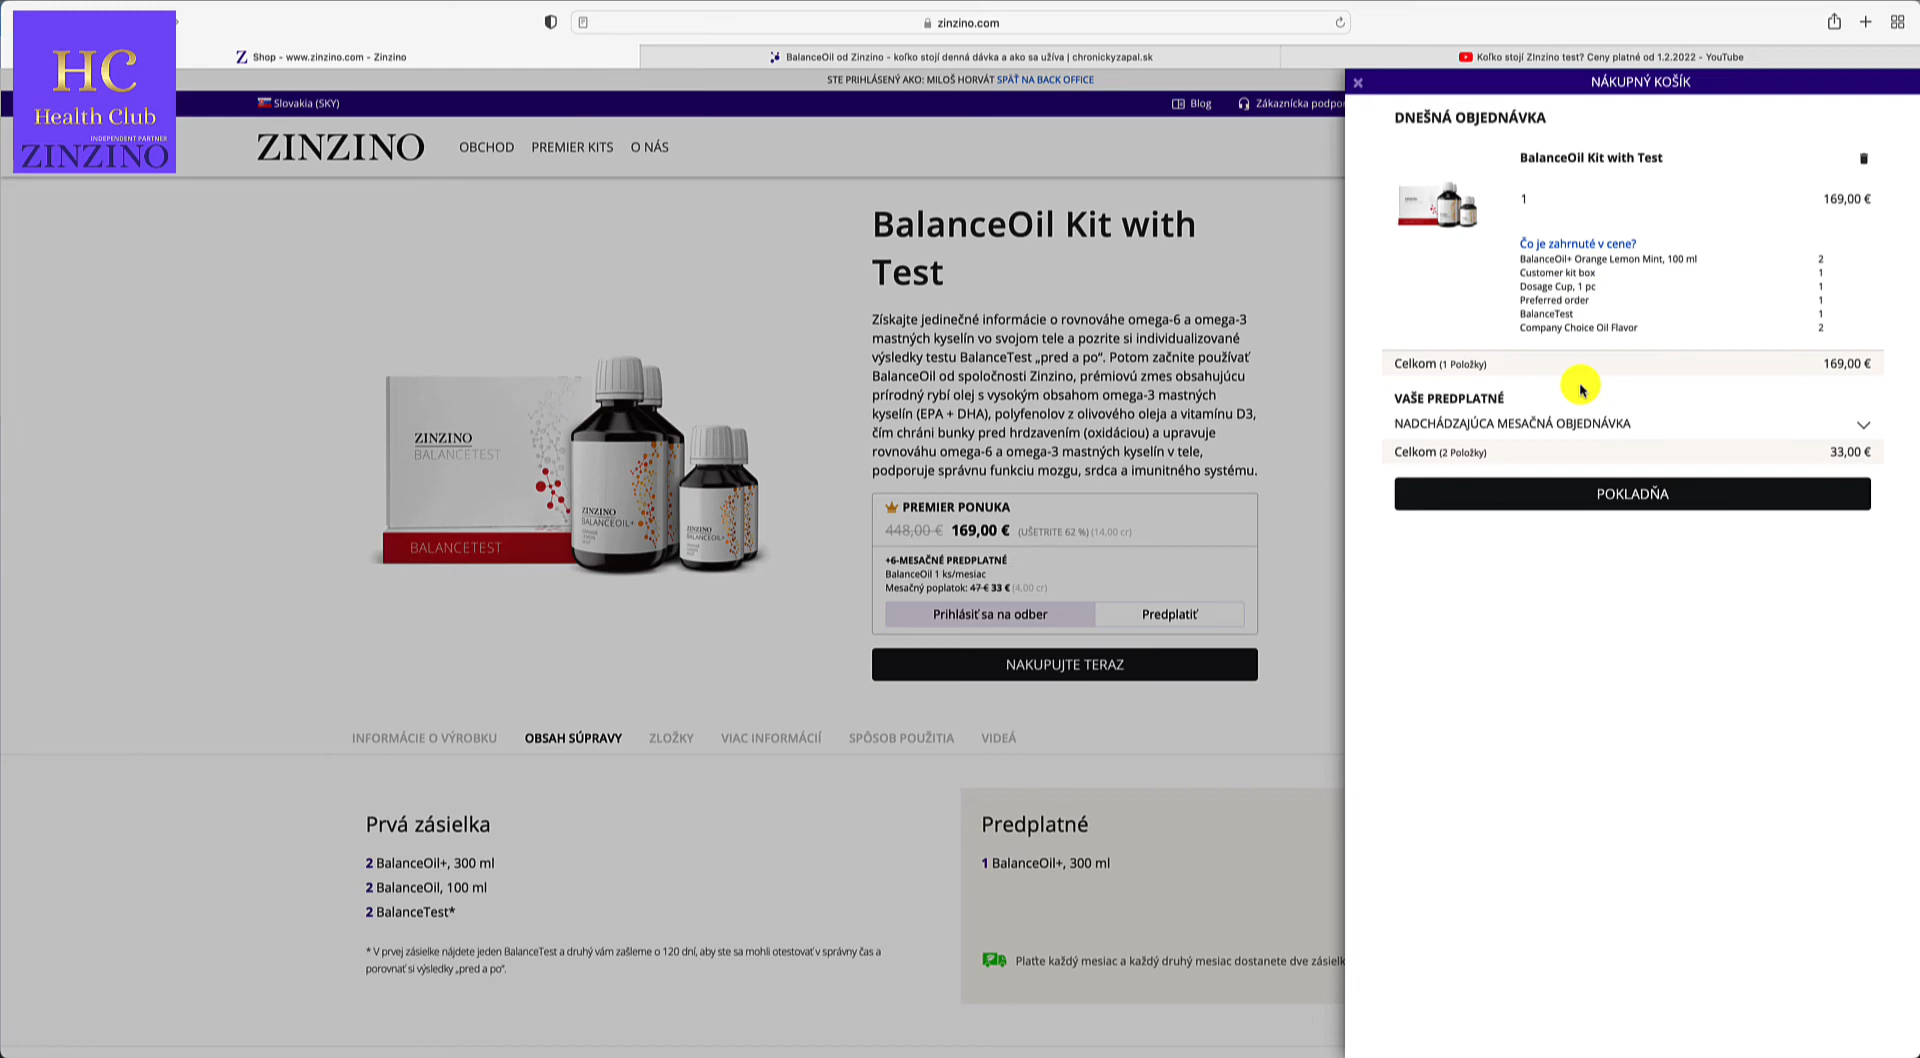 HC
Health Club
INDEPENDENT PARTNER
ZINZINO
zinzino.com
Shop - www.zinzino.com - Zinzino
BalanceOil od Zinzino - koľko stojí denná dávka a ako sa užíva | chronickyzapal.sk
Koľko stojí ZInzino test? Ceny platné od 1.2.2022 - YouTube
STE PRIHLÁSENÝ AKO: MILOŠ HORVÁT SPÄŤ NA BACK OFFICE
Slovakia (SKY)
Blog
Zákaznícka podpor
ZINZINO
OBCHOD
PREMIER KITS
O NÁS
BalanceOil Kit with
Test
Získajte jedinečné informácie o rovnováhe omega-6 a omega-3
mastných kyselín vo svojom tele a pozrite si individualizované
výsledky testu BalanceTest „pred a po“. Potom začnite používať
BalanceOil od spoločnosti Zinzino, prémiovú zmes obsahujúcu
prírodný rybí olej s vysokým obsahom omega-3 mastných
kyselín (EPA + DHA), polyfenolov z olivového oleja a vitamínu D3,
čím chráni bunky pred hrdzavením (oxidáciou) a upravuje
rovnováhu omega-6 a omega-3 mastných kyselín v tele,
podporuje správnu funkciu mozgu, srdca a imunitného systému.
ZINZINO
BALANCETEST
BALANCETEST
ZINZINO
BALANCEOIL+
ZINZINO
BALANCEOIL+
PREMIER PONUKA
448,00 € 169,00 € (UŠETRITE 62 %) (14,00 cr)
+6-MESAČNÉ PREDPLATNÉ
BalanceOil 1 ks/mesiac
Mesačný poplatok: 47 € 33 € (4,00 cr)
Prihlásiť sa na odber
Predplatiť
NAKUPUJTE TERAZ
INFORMÁCIE O VÝROBKU
OBSAH SÚPRAVY
ZLOŽKY
VIAC INFORMÁCIÍ
SPÔSOB POUŽITIA
VIDEÁ
Prvá zásielka
2 BalanceOil+, 300 ml
2 BalanceOil, 100 ml
2 BalanceTest*
* V prvej zásielke nájdete jeden BalanceTest a druhý vám zašleme o 120 dní, aby ste sa mohli otestovať v správny čas a
porovnať si výsledky „pred a po“.
Predplatné
1 BalanceOil+, 300 ml
Platte každý mesiac a každý druhý mesiac dostanete dve zásielk
NÁKUPNÝ KOŠÍK
DNEŠNÁ OBJEDNÁVKA
BalanceOil Kit with Test
1 169,00 €
Čo je zahrnuté v cene?
BalanceOil+ Orange Lemon Mint, 100 ml 2
Customer kit box 1
Dosage Cup, 1 pc 1
Preferred order 1
BalanceTest 1
Company Choice Oil Flavor 2
Celkom (1 Položky) 169,00 €
VAŠE PREDPLATNÉ
NADCHÁDZAJÚCA MESAČNÁ OBJEDNÁVKA
Celkom (2 Položky) 33,00 €
POKLADŇA